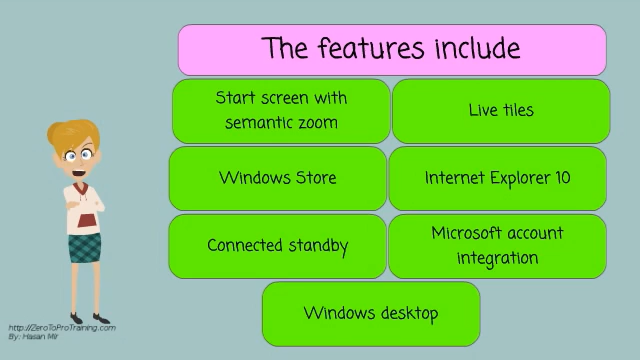 The features include
Start screen with
semantic zoom
Live tiles
Windows Store
Internet Explorer 10
Connected standby
Microsoft account
integration
Windows desktop
http://ZeroToProTraining.com
By: Hasan Mir